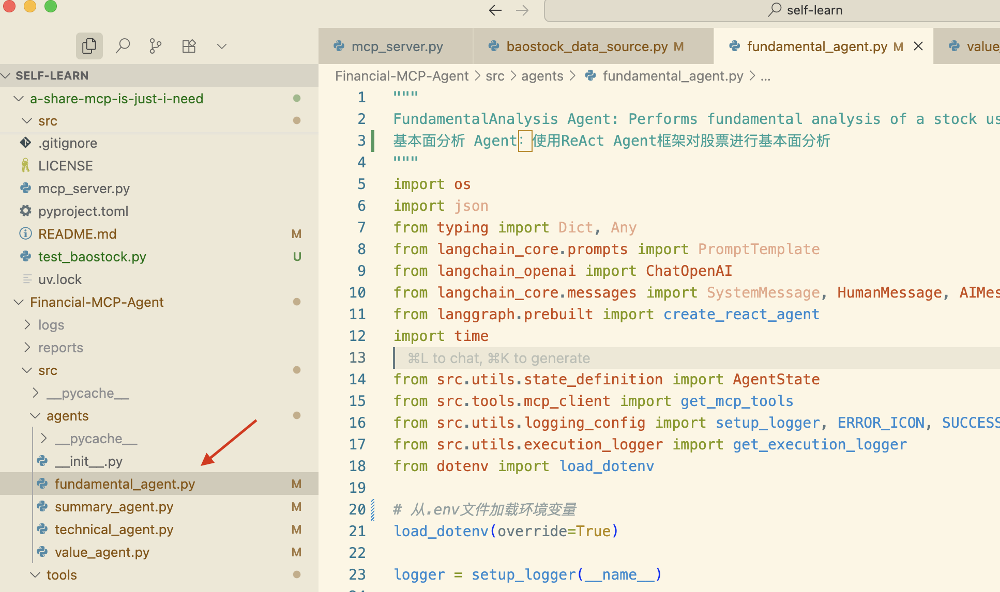 self-learn
mcp_server.py
baostock_data_source.py M
fundamental_agent.py M
value_
SELF-LEARN
a-share-mcp-is-just-i-need
src
.gitignore
LICENSE
mcp_server.py
pyproject.toml
README.md M
test_baostock.py U
uv.lock
Financial-MCP-Agent
logs
reports
src
__pycache__
agents
__pycache__
__init__.py
fundamental_agent.py M
summary_agent.py M
technical_agent.py M
value_agent.py M
tools
Financial-MCP-Agent > src > agents > fundamental_agent.py > ...
1 """
2 FundamentalAnalysis Agent: Performs fundamental analysis of a stock us
3 基本面分析 Agent：使用ReAct Agent框架对股票进行基本面分析
4 """
5 import os
6 import json
7 from typing import Dict, Any
8 from langchain_core.prompts import PromptTemplate
9 from langchain_openai import ChatOpenAI
10 from langchain_core.messages import SystemMessage, HumanMessage, AIMes
11 from langgraph.prebuilt import create_react_agent
12 import time
13 ⌘L to chat, ⌘K to generate
14 from src.utils.state_definition import AgentState
15 from src.tools.mcp_client import get_mcp_tools
16 from src.utils.logging_config import setup_logger, ERROR_ICON, SUCCESS
17 from src.utils.execution_logger import get_execution_logger
18 from dotenv import load_dotenv
19
20 # 从.env文件加载环境变量
21 load_dotenv(override=True)
22
23 logger = setup_logger(__name__)